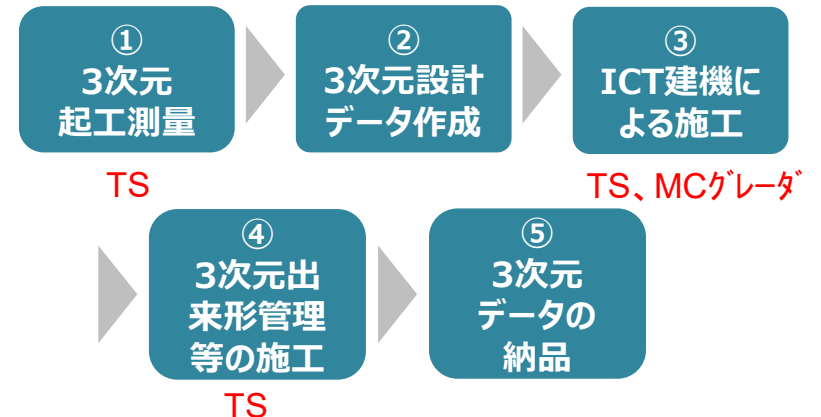 ①
3次元
起工測量
②
3次元設計
データ作成
③
ICT建機に
よる施工
TS
TS、MCｸﾞﾚｰﾀﾞ
④
3次元出
来形管理
等の施工
⑤
3次元
データの
納品
TS